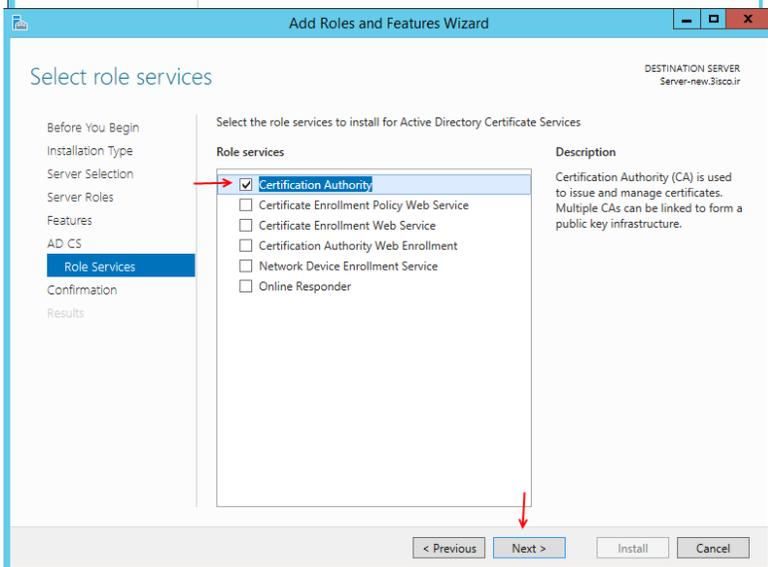 Add Roles and Features Wizard
Select role services
DESTINATION SERVER
Server-new.3isco.ir
Before You Begin
Installation Type
Server Selection
Server Roles
Features
AD CS
Role Services
Confirmation
Results
Select the role services to install for Active Directory Certificate Services
Role services
Certification Authority
Certificate Enrollment Policy Web Service
Certificate Enrollment Web Service
Certification Authority Web Enrollment
Network Device Enrollment Service
Online Responder
Description
Certification Authority (CA) is used
to issue and manage certificates.
Multiple CAs can be linked to form a
public key infrastructure.
< Previous
Next >
Install
Cancel